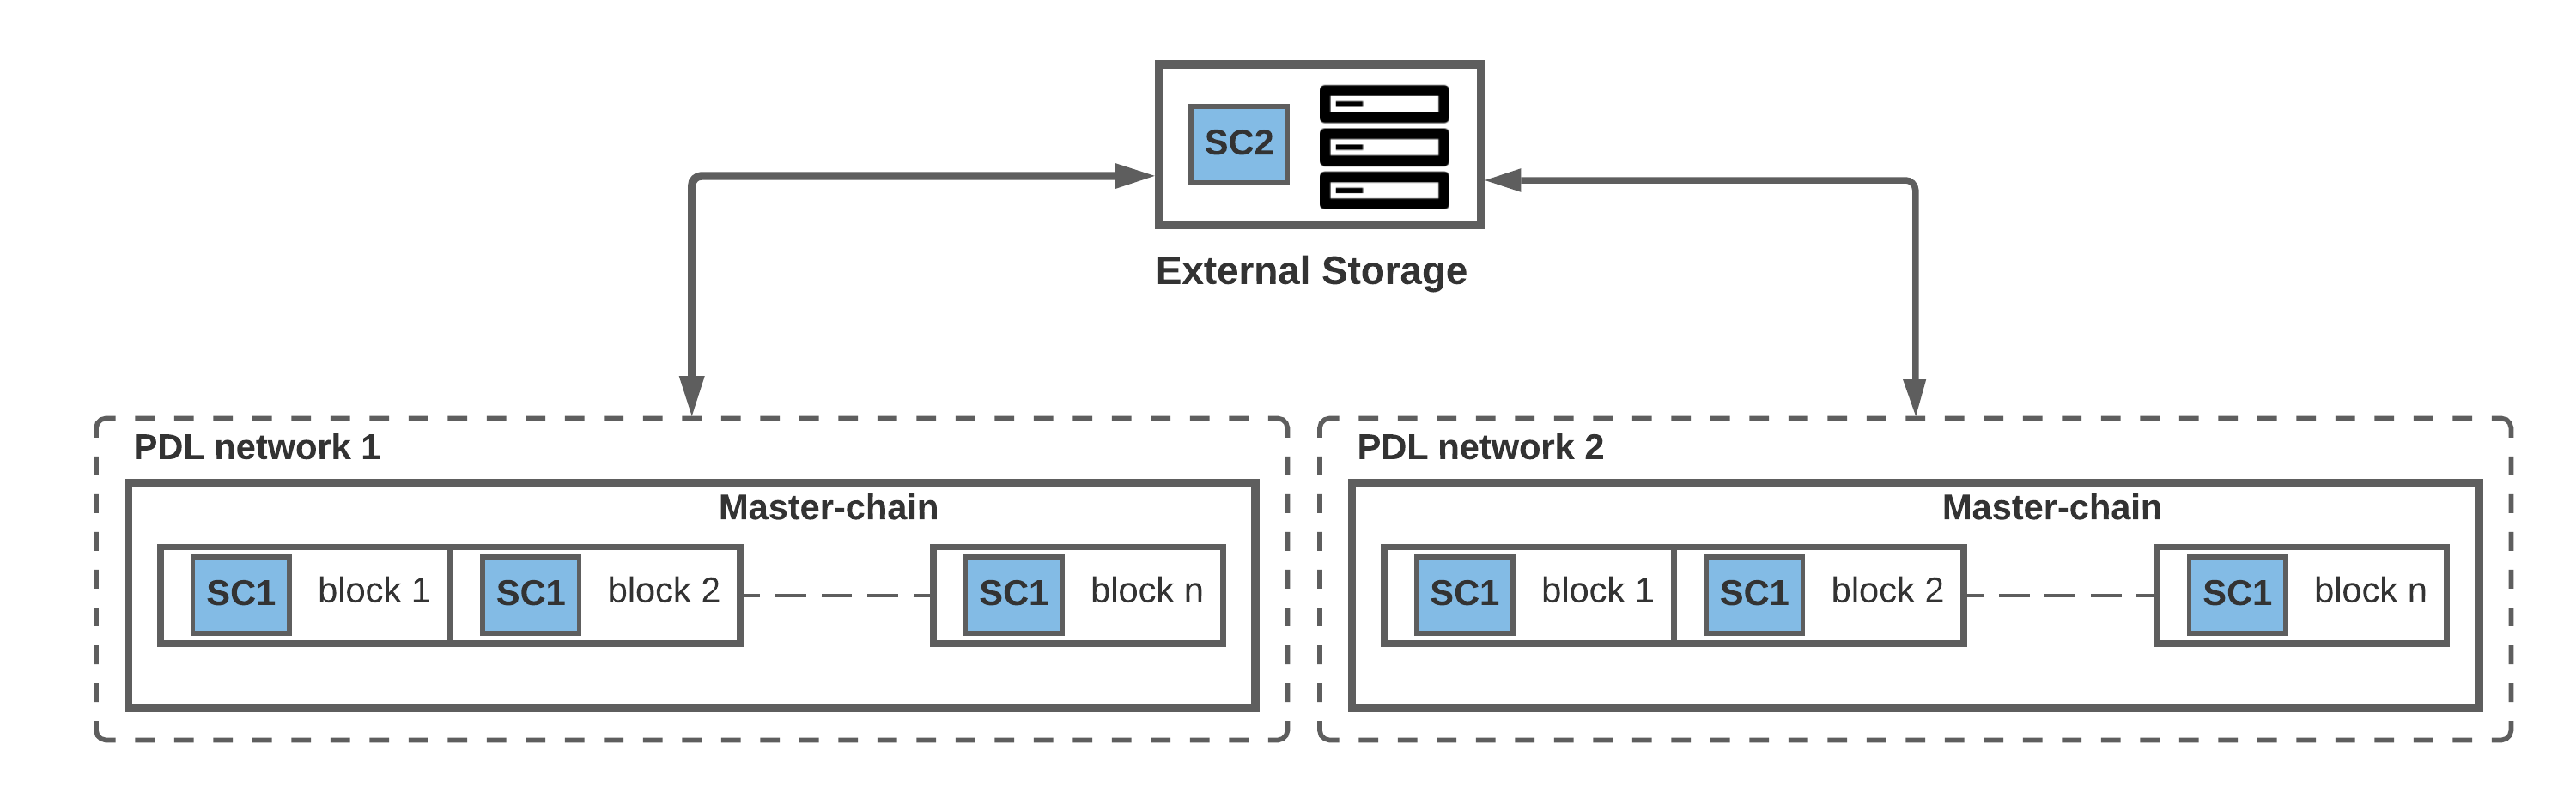 SC2
External Storage
PDL network 1
Master-chain
SC1 block 1 SC1 block 2 SC1 block n
PDL network 2
Master-chain
SC1 block 1 SC1 block 2 SC1 block n